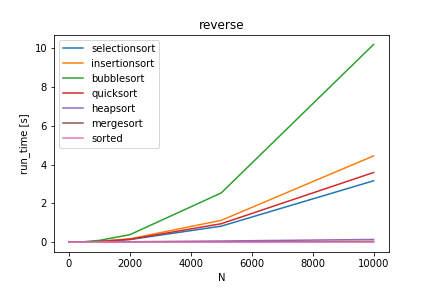 reverse
selectionsort
insertionsort
bubblesort
quicksort
heapsort
mergesort
sorted
run_time [s]
10
8
6
4
2
0
0
2000
4000
6000
8000
10000
N